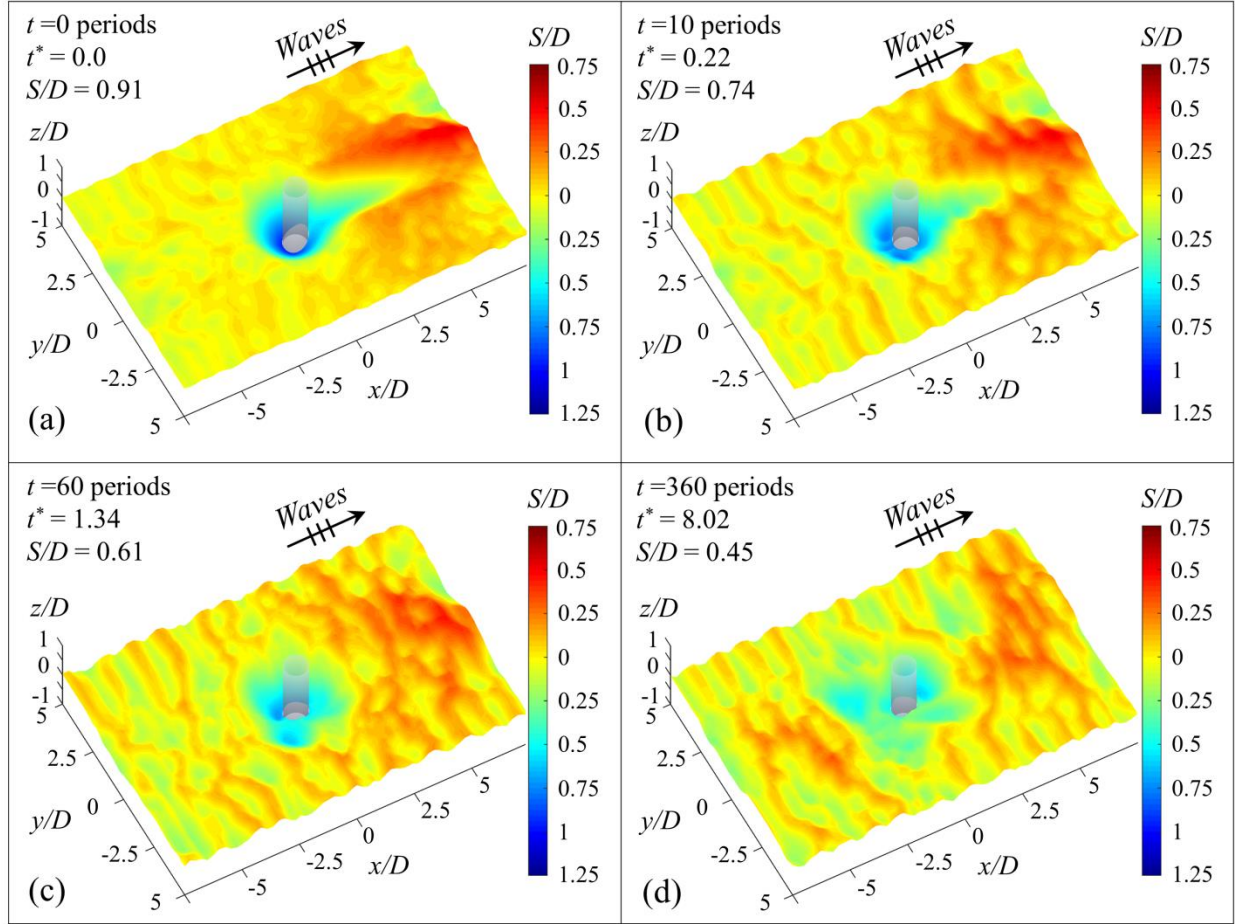 t =0 periods
t* = 0.0
S/D = 0.91
Waves
S/D
0.75
0.5
0.25
0
0.25
0.5
0.75
1
1.25
z/D
1
0
-1
5
2.5
0
-2.5
5
y/D
-5
-2.5
0
2.5
5
x/D
(a)
t =10 periods
t* = 0.22
S/D = 0.74
Waves
S/D
0.75
0.5
0.25
0
0.25
0.5
0.75
1
1.25
z/D
1
0
-1
5
2.5
0
-2.5
5
y/D
-5
-2.5
0
2.5
5
x/D
(b)
t =60 periods
t* = 1.34
S/D = 0.61
Waves
S/D
0.75
0.5
0.25
0
0.25
0.5
0.75
1
1.25
z/D
1
0
-1
5
2.5
0
-2.5
5
y/D
-5
-2.5
0
2.5
5
x/D
(c)
t=360 periods
t* = 8.02
S/D = 0.45
Waves
S/D
0.75
0.5
0.25
0
0.25
0.5
0.75
1
1.25
z/D
1
0
-1
5
2.5
0
-2.5
5
y/D
-5
-2.5
0
2.5
5
x/D
(d)